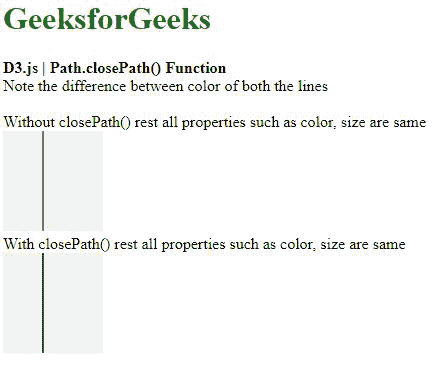 GeeksforGeeks
D3.js | Path.closePath() Function
Note the difference between color of both the lines
Without closePath() rest all properties such as color, size are same
With closePath() rest all properties such as color, size are same